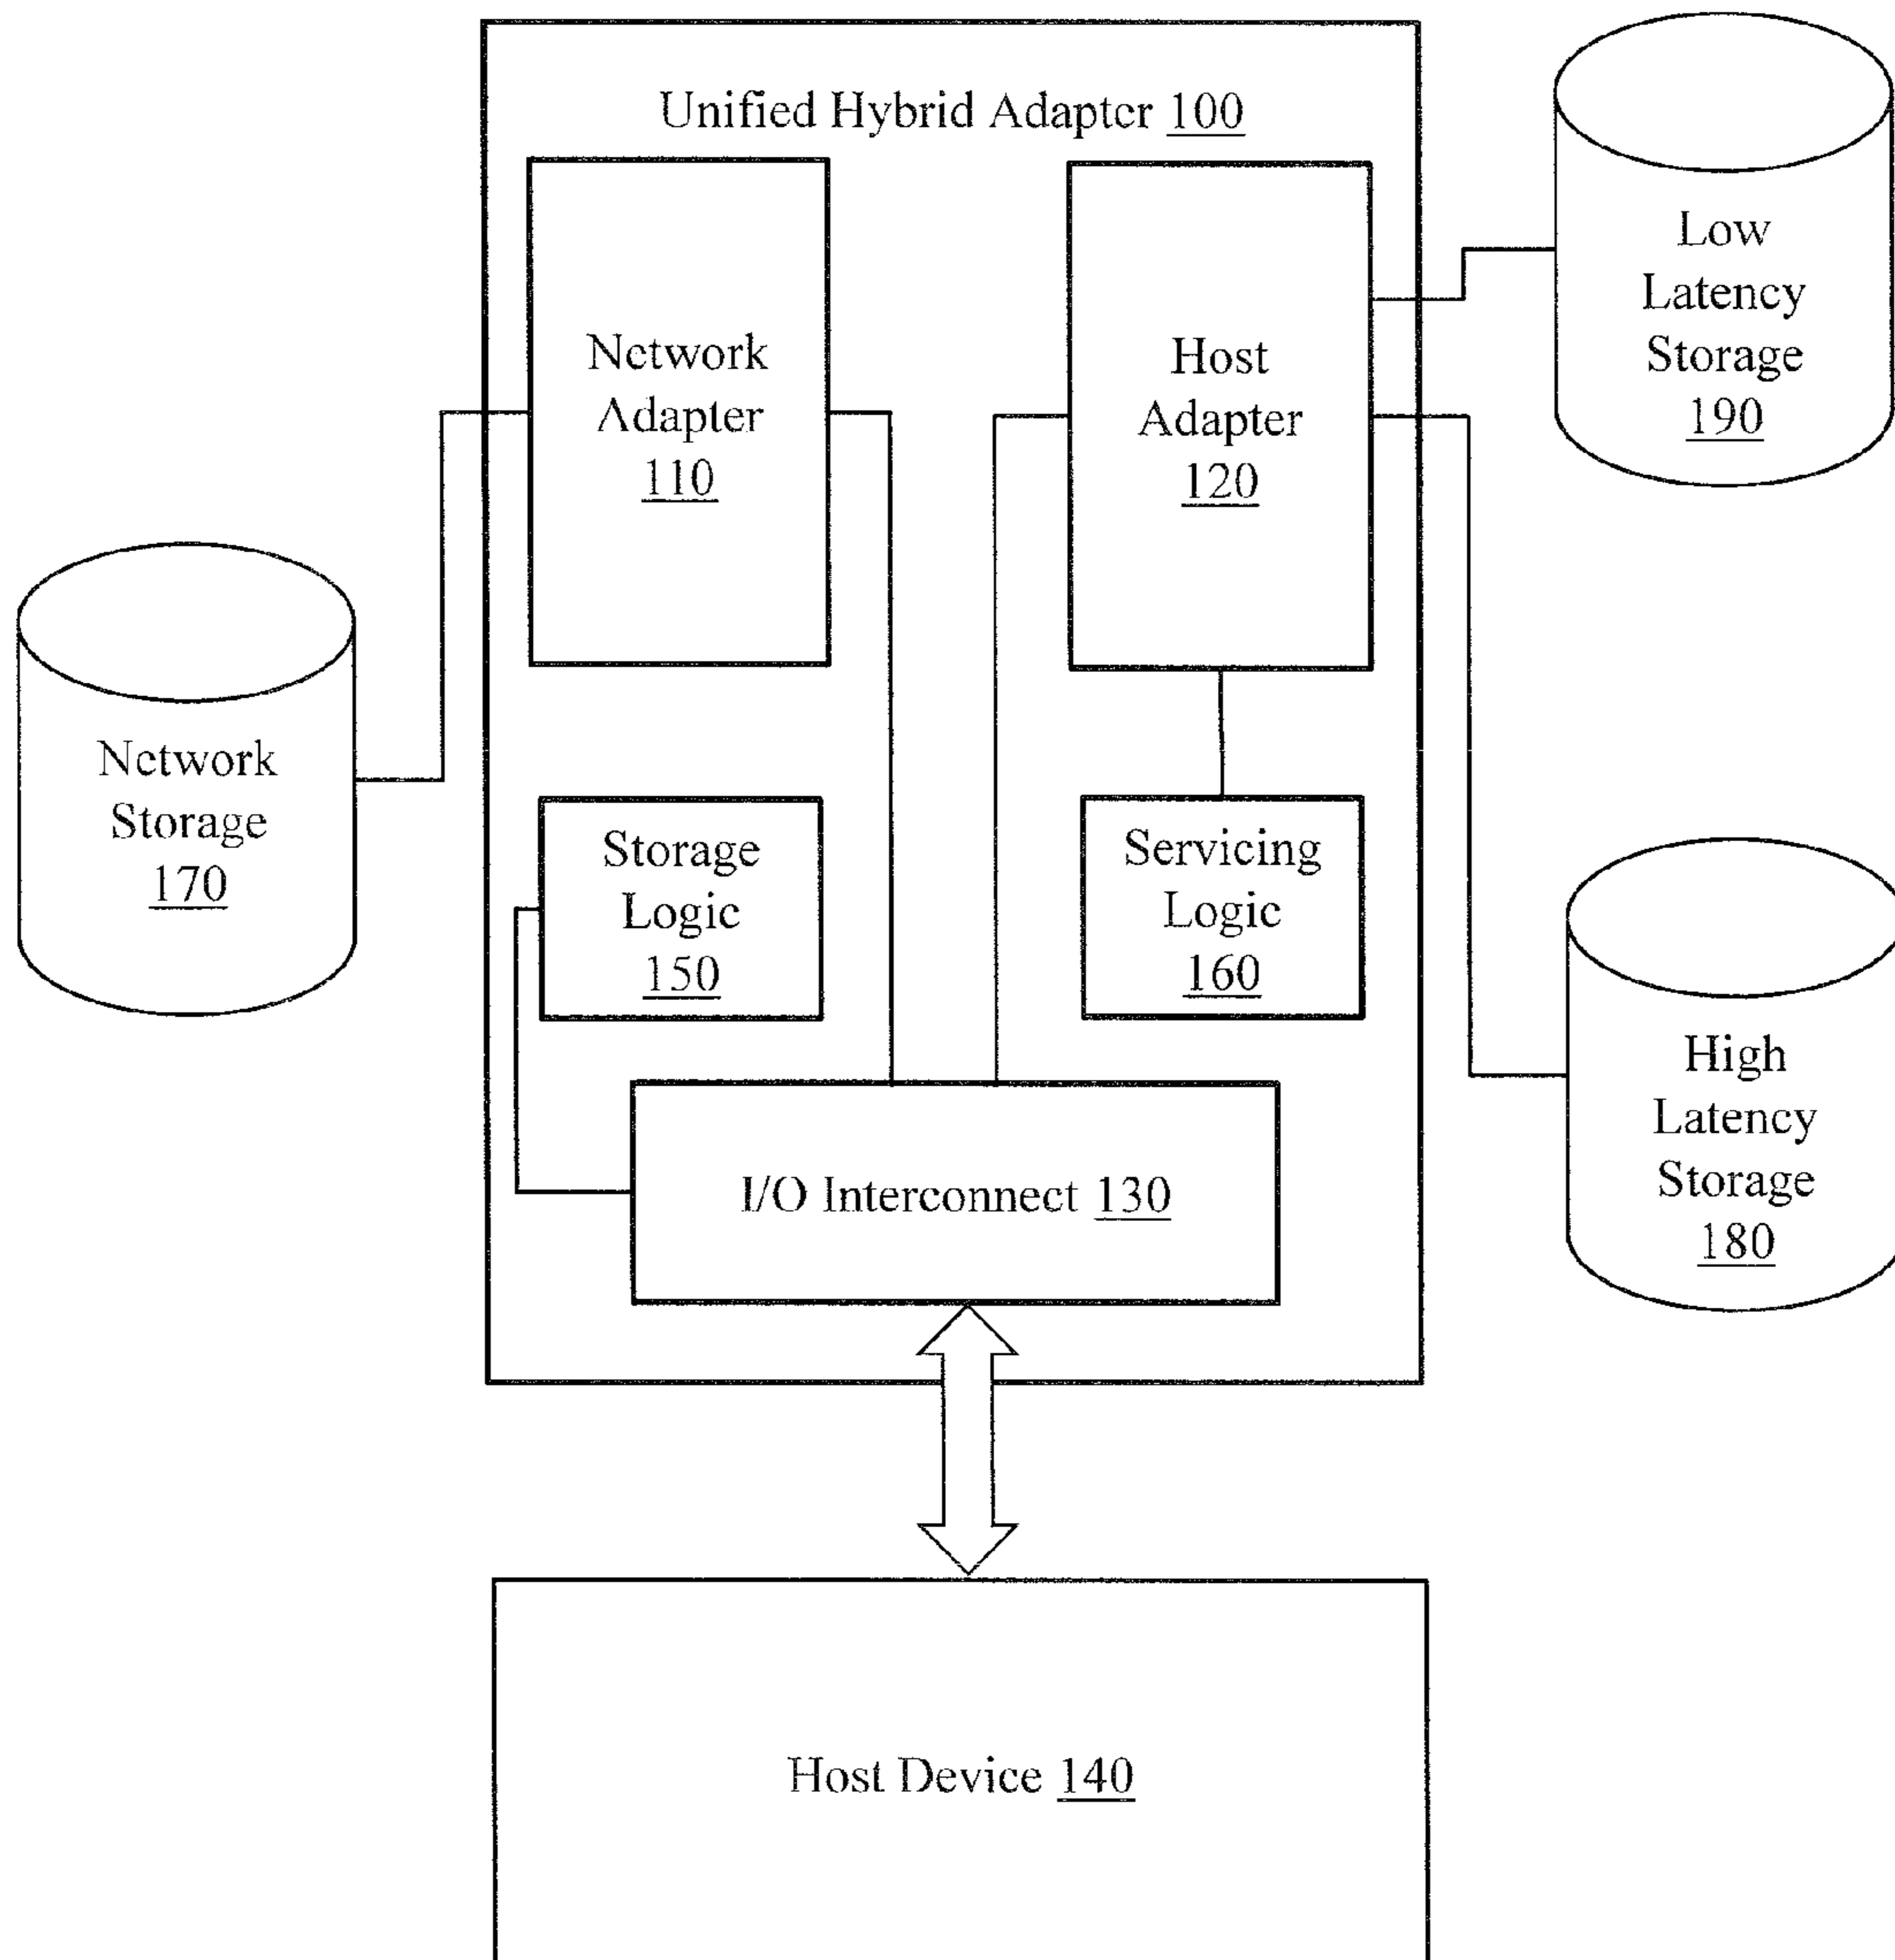 Unified Hybrid Adapter 100
Network
Adapter
110
Host
Adapter
120
Low
Latency
Storage
190
Network
Storage
170
Storage
Logic
150
Servicing
Logic
160
High
Latency
Storage
180
I/O Interconnect 130
Host Device 140